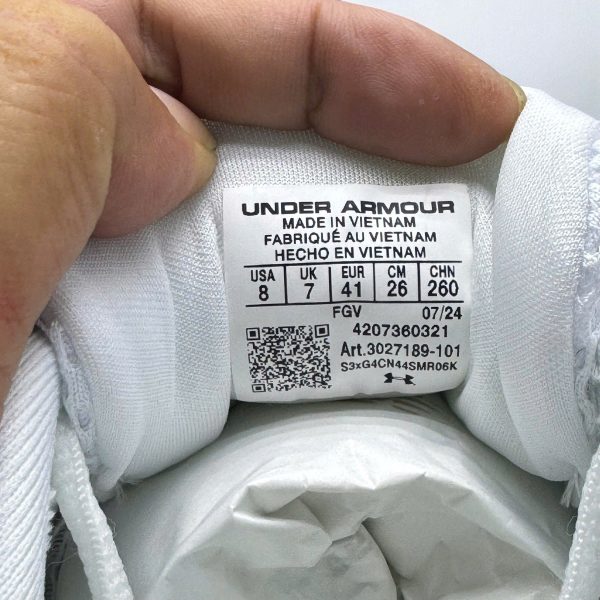 UNDER ARMOUR
MADE IN VIETNAM
FABRIQUÉ AU VIETNAM
HECHO EN VIETNAM
USA UK EUR CM CHN
8 7 41 26 260
FGV 07/24
4207360321
Art.3027189-101
S3xG4CN44SMR06K